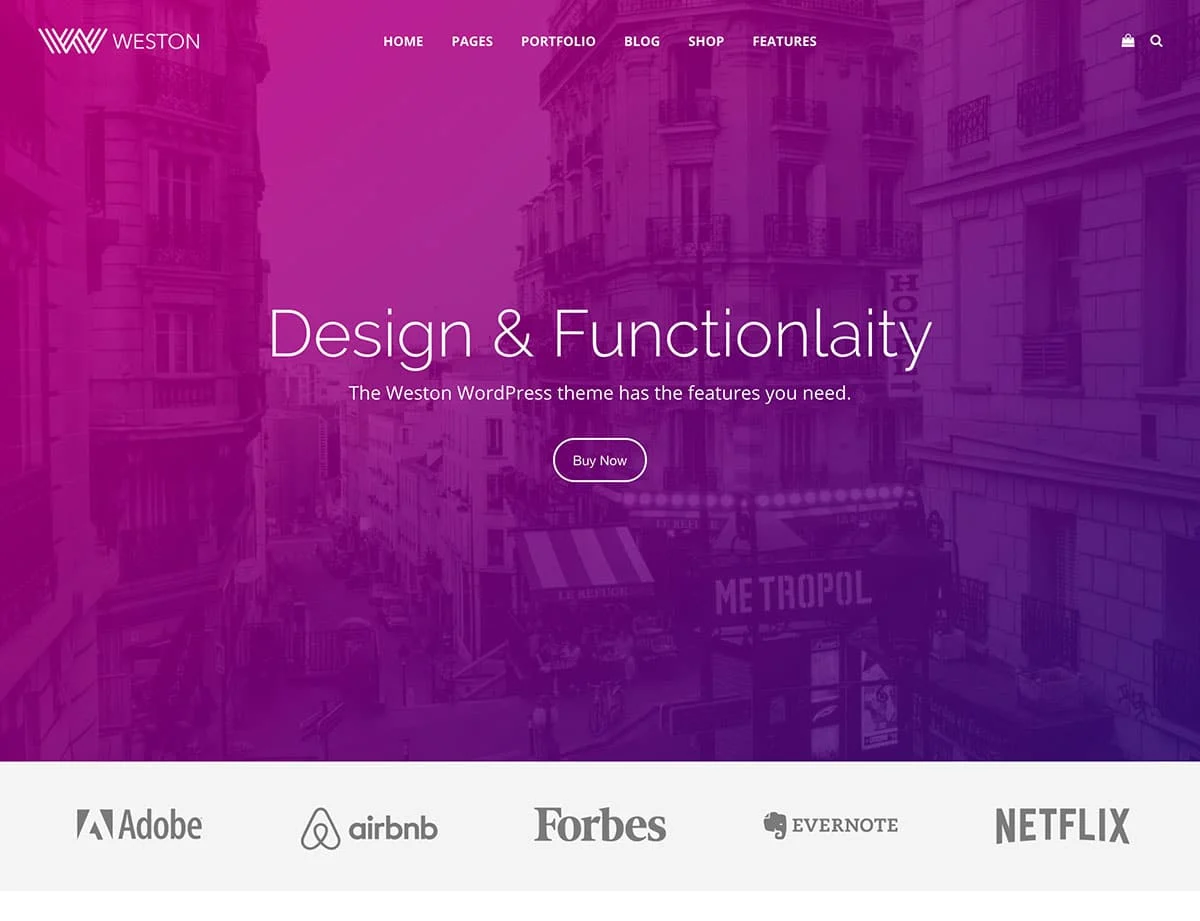 WESTON
HOME PAGES PORTFOLIO BLOG SHOP FEATURES
HOT
Design & Functionlaity
The Weston WordPress theme has the features you need.
Buy Now
LE REFUGE
METROPOL
Adobe airbnb Forbes EVERNOTE NETFLIX